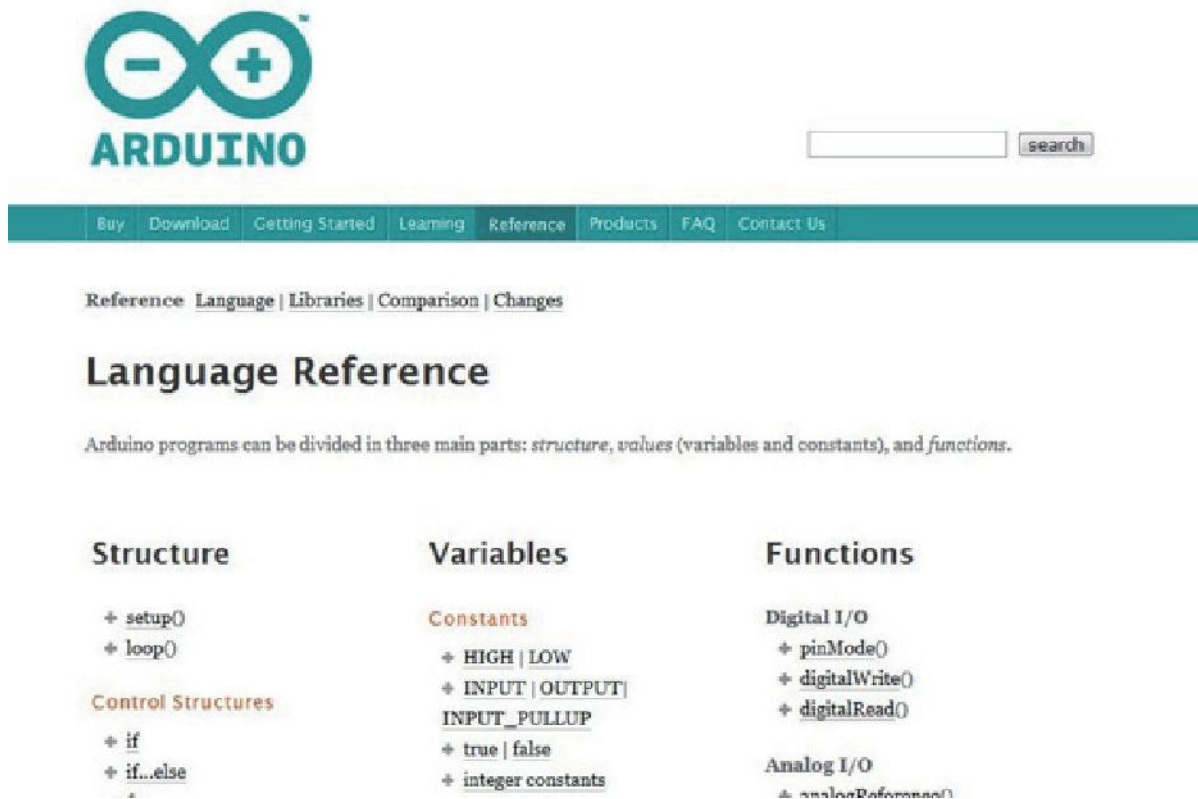 ARDUINO
TM
search
Buy Download Getting Started Learning Reference Products FAQ Contact Us
Reference Language | Libraries | Comparison | Changes
Language Reference
Arduino programs can be divided in three main parts: structure, values (variables and constants), and functions.
Structure
setup()
loop()
Control Structures
if
if...else
Variables
Constants
HIGH | LOW
INPUT | OUTPUT|
INPUT_PULLUP
true | false
integer constants
Functions
Digital I/O
pinMode()
digitalWrite()
digitalRead()
Analog I/O
analogReference()